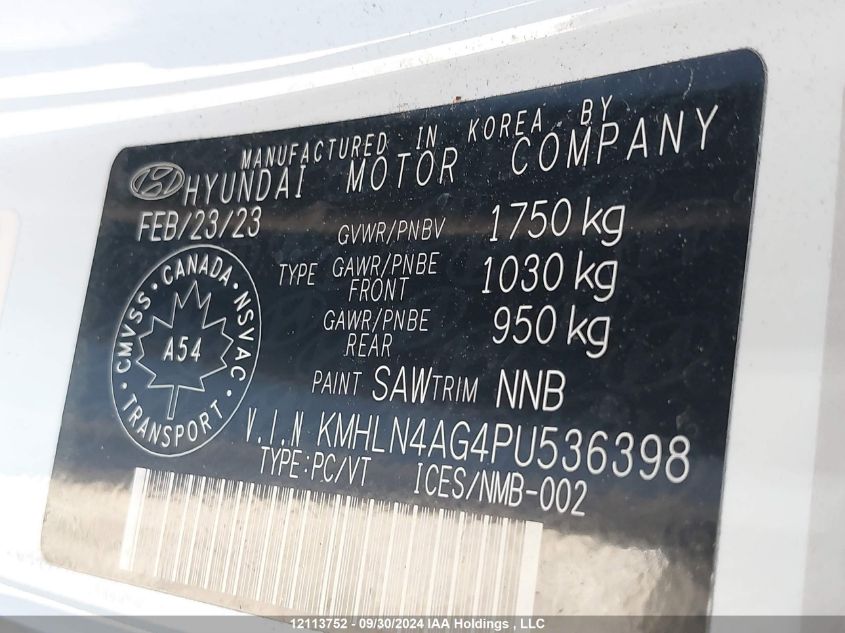 MANUFACTURED IN KOREA BY
HYUNDAI MOTOR COMPANY
FEB/23/23
GVWR/PNBV 1750 kg
TYPE GAWR/PNBE FRONT 1030 kg
GAWR/PNBE REAR 950 kg
CMVSS · CANADA · NSVAC
A54
TRANSPORT
PAINT SAW TRIM NNB
V.I.N KMHLN4AG4PU536398
TYPE:PC/VT ICES/NMB-002
12113752 - 09/30/2024 IAA Holdings , LLC